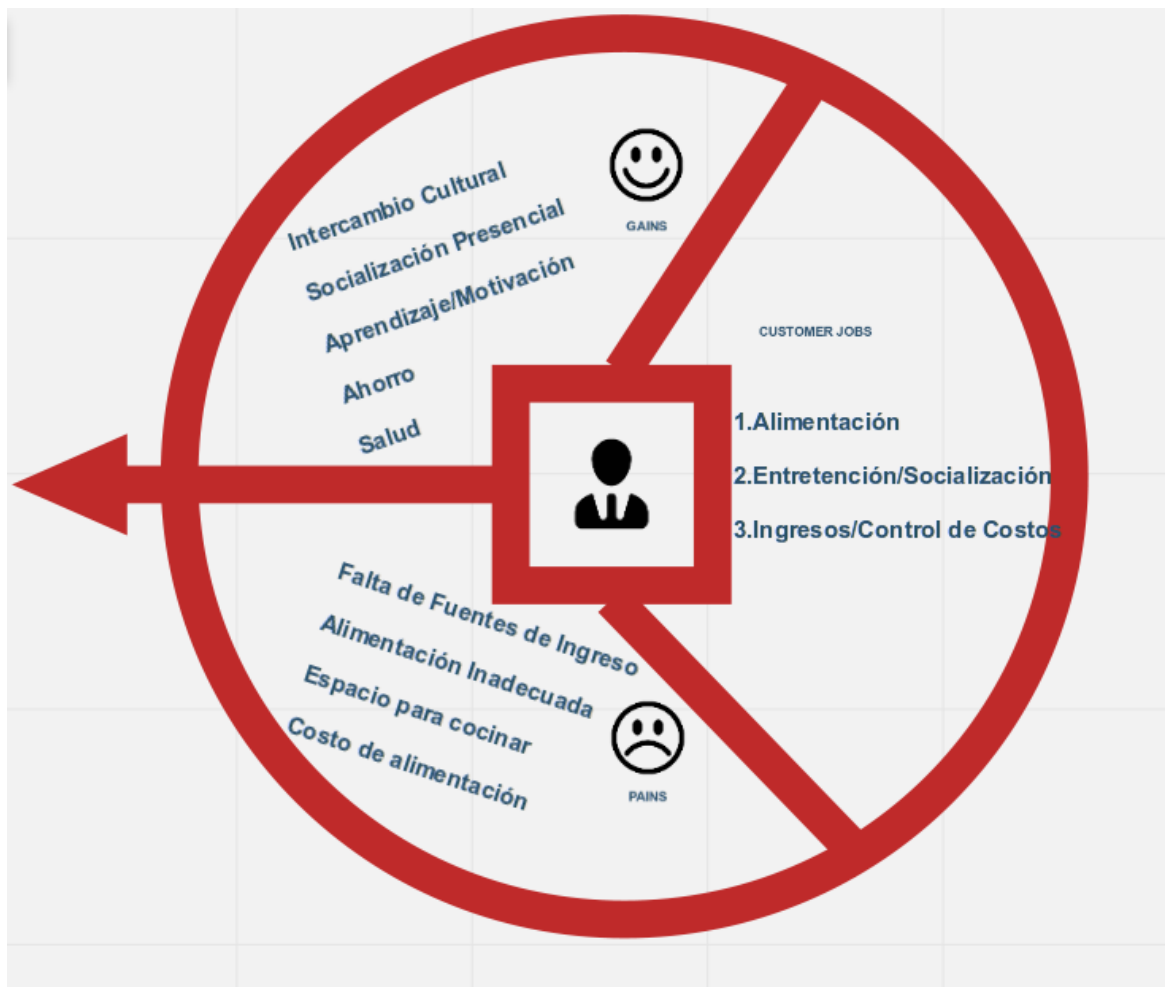 Intercambio Cultural
Socialización Presencial
Aprendizaje/Motivación
Ahorro
Salud
GAINS
CUSTOMER JOBS
1.Alimentación
2.Entretención/Socialización
3.Ingresos/Control de Costos
Falta de Fuentes de Ingreso
Alimentación Inadecuada
Espacio para cocinar
Costo de alimentación
PAINS